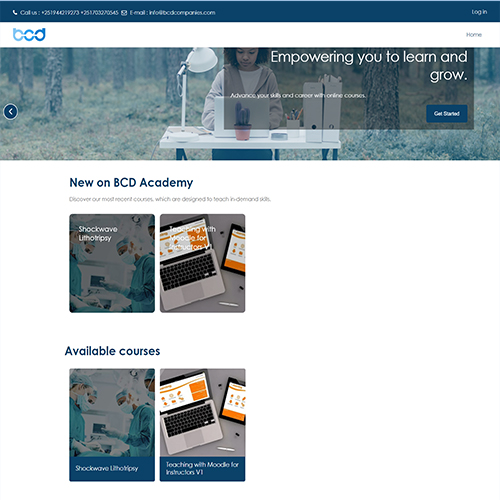 Call us : +251944219273 +251703270545 E-mail : info@bcdcompanies.com
Log In
bcd
Home
Empowering you to learn and
grow.
Advance your skills and career with online courses.
Get Started
New on BCD Academy
Discover our most recent courses, which are designed to teach in-demand skills.
Shockwave
Lithotripsy
Teaching with
Moodle for
Instructors V1
Available courses
Shockwave Lithotripsy
Teaching with Moodle for
Instructors V1